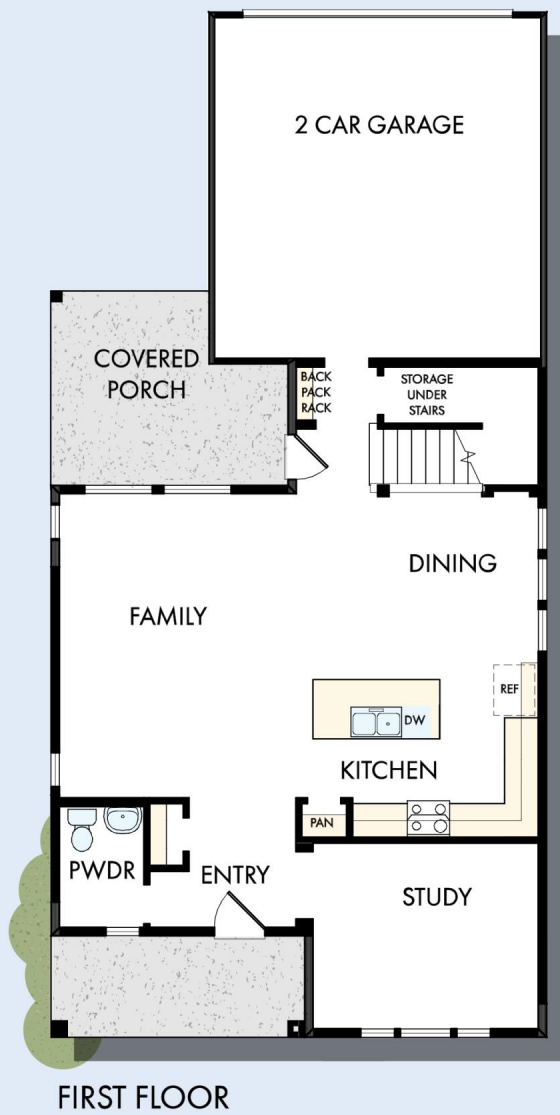 2 CAR GARAGE
COVERED
PORCH
BACK
PACK
RACK
STORAGE
UNDER
STAIRS
DINING
FAMILY
REF
DW
KITCHEN
PAN
PWDR
ENTRY
STUDY
FIRST FLOOR